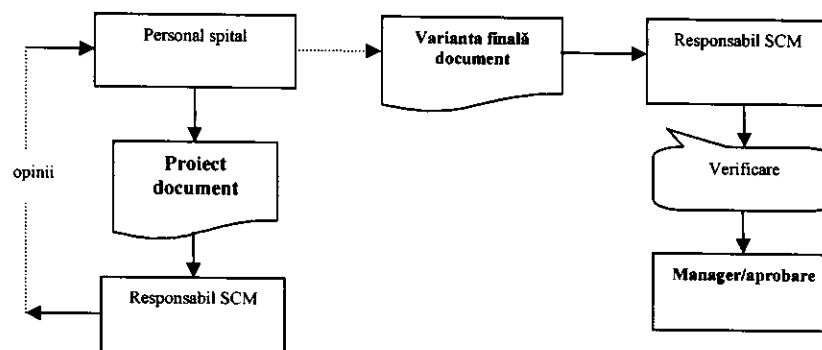 Personal spital
Varianta finală
document
Responsabil SCM
opinii
Proiect
document
Verificare
Responsabil SCM
Manager/aprobare